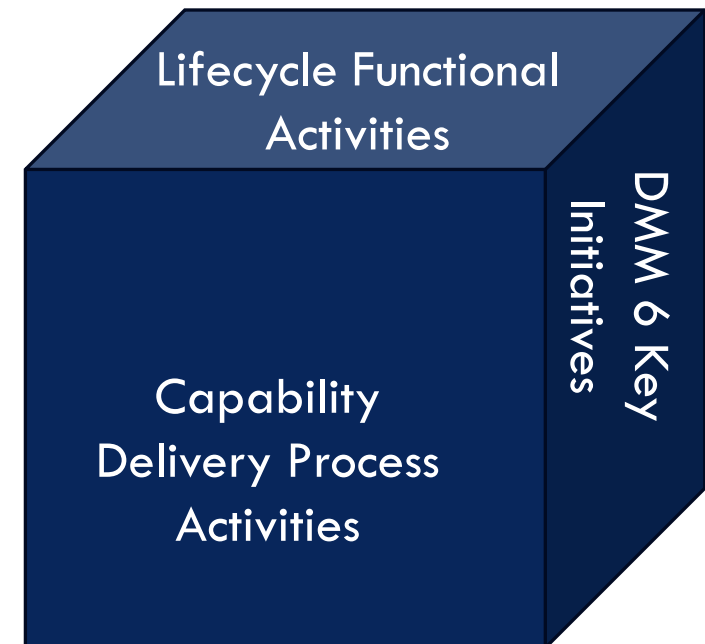 Lifecycle Functional
Activities
DMM 6 Key
Initiatives
Capability
Delivery Process
Activities